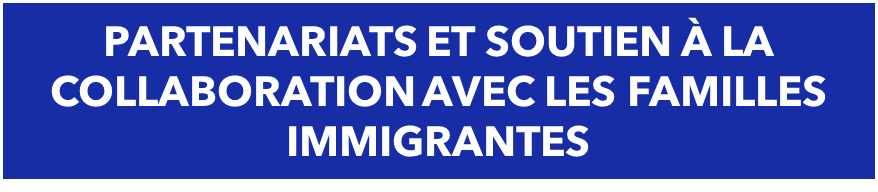 PARTENARIATS ET SOUTIEN À LA
COLLABORATION AVEC LES FAMILLES
IMMIGRANTES